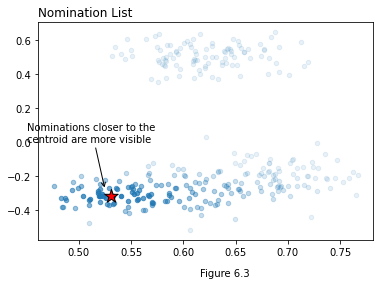 Nomination List
0.6
0.4
0.2
0.0
−0.2
−0.4
Nominations closer to the
centroid are more visible
0.50 0.55 0.60 0.65 0.70 0.75
Figure 6.3